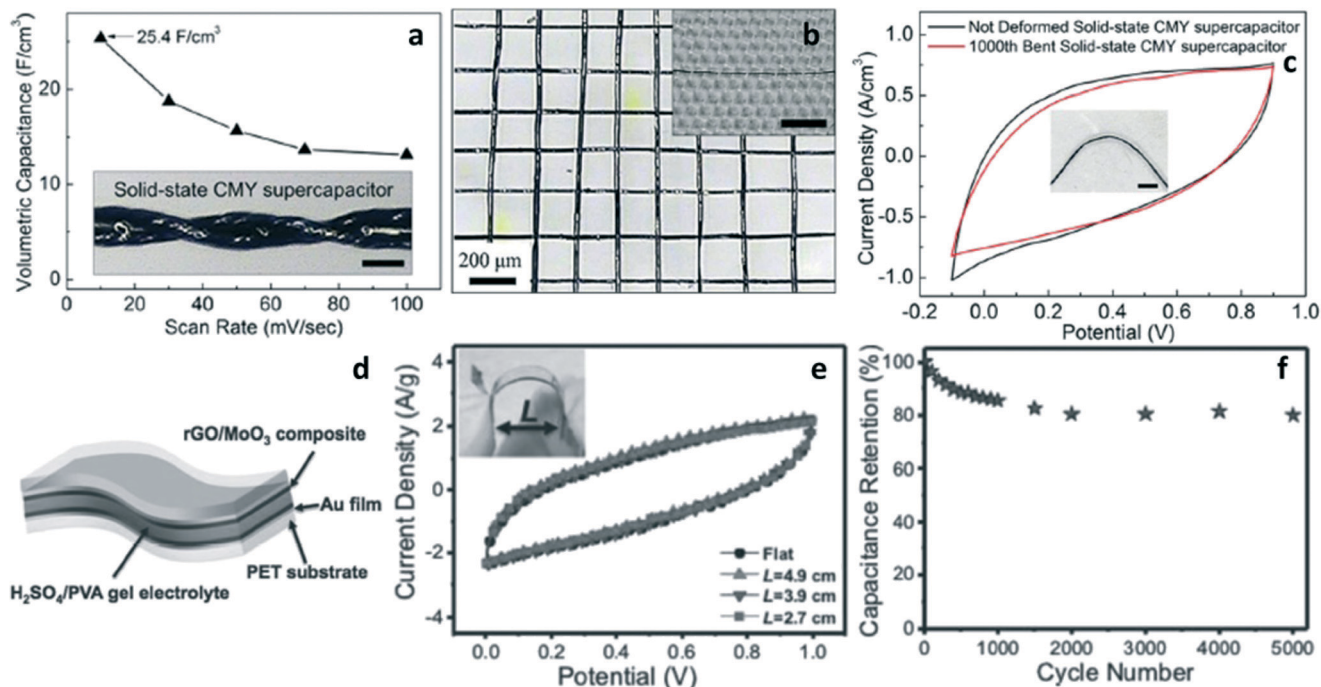 a
25.4 F/cm³
Volumetric Capacitance (F/cm³)
20
10
0
Solid-state CMY supercapacitor
0 20 40 60 80 100
Scan Rate (mV/sec)
b
200 μm
Not Deformed Solid-state CMY supercapacitor
1000th Bent Solid-state CMY supercapacitor
c
Current Density (A/cm³)
1.0
0.5
0.0
-0.5
-1.0
-0.2 0.0 0.2 0.4 0.6 0.8 1.0
Potential (V)
d
rGO/MoO₃ composite
Au film
PET substrate
H₂SO₄/PVA gel electrolyte
e
L
Current Density (A/g)
4
2
0
-2
-4
Flat
L=4.9 cm
L=3.9 cm
L=2.7 cm
0.0 0.2 0.4 0.6 0.8 1.0
Potential (V)
f
Capacitance Retention (%)
100
80
60
40
20
0
0 1000 2000 3000 4000 5000
Cycle Number